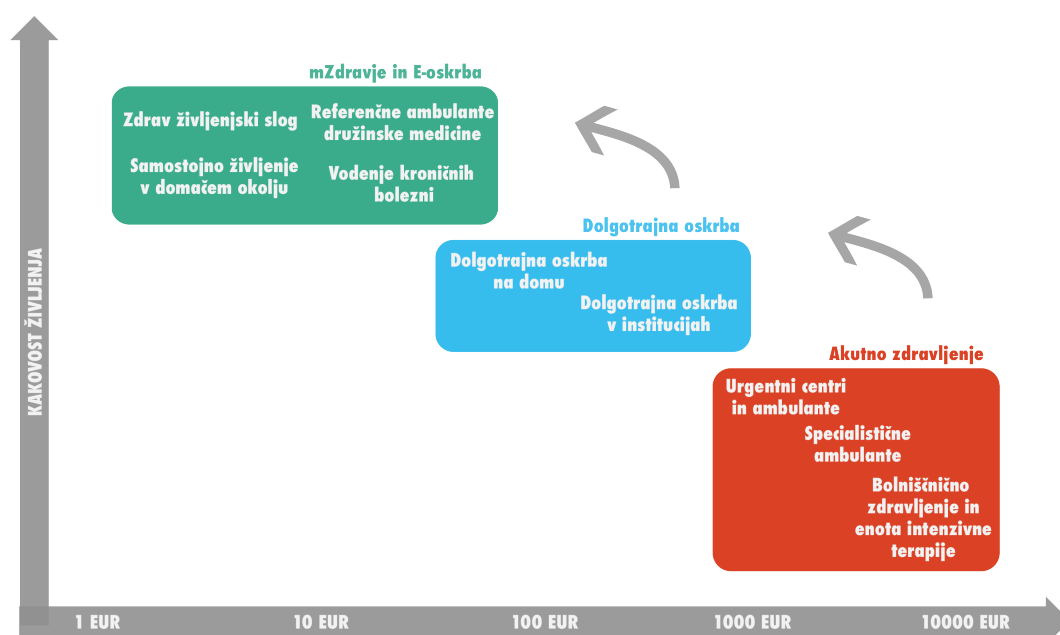 mZdravje in E-oskrba
Zdrav življenjski slog
Referenčne ambulante
družinske medicine
Samostojno življenje
v domačem okolju
Vodenje kroničnih
bolezni
Dolgotrajna oskrba
Dolgotrajna oskrba
na domu
Dolgotrajna oskrba
v institucijah
Akutno zdravljenje
Urgentni centri
in ambulante
Specialistične
ambulante
Bolniščnično
zdravljenje in
enota intenzivne
terapije
KAKOVOST ŽIVLJENJA
1 EUR
10 EUR
100 EUR
1000 EUR
10000 EUR